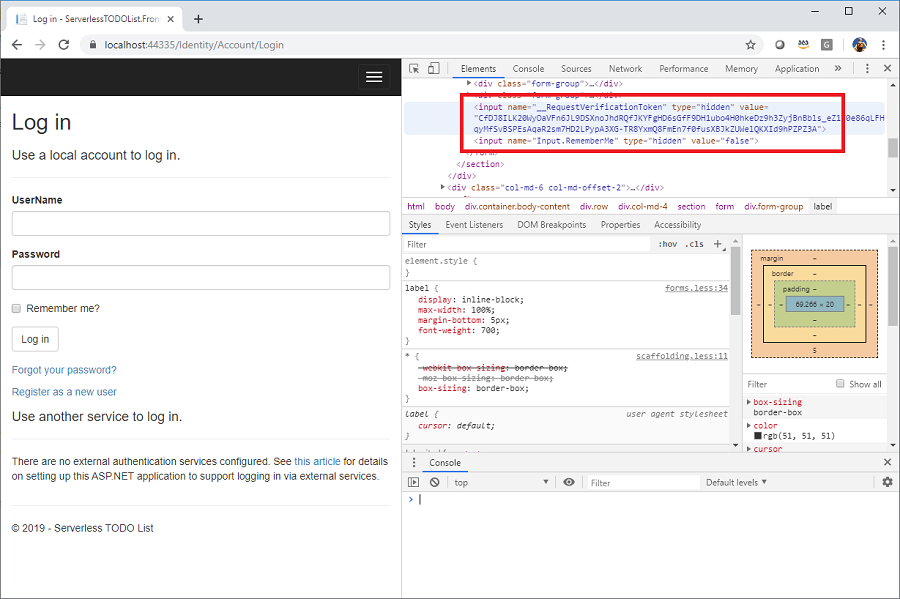 Log in - ServerlessTODOList.Fron
localhost:44335/Identity/Account/Login
Log in
Use a local account to log in.
UserName
Password
Remember me?
Log in
Forgot your password?
Register as a new user
Use another service to log in.
There are no external authentication services configured. See this article for details
on setting up this ASP.NET application to support logging in via external services.
© 2019 - Serverless TODO List
Elements Console Sources Network Performance Memory Application »
<div class="form-group">…</div>
<input name="__RequestVerificationToken" type="hidden" value=
<input name="Input.RememberMe" type="hidden" value="false">
</section>
</div>
<div class="col-md-6 col-md-offset-2">…</div>
html body div.container.body-content div.row div.col-md-4 section form div.form-group label
Styles Event Listeners DOM Breakpoints Properties Accessibility
Filter :hov .cls +
element.style {
}
label { forms.less:34
display: inline-block;
max-width: 100%;
margin-bottom: 5px;
font-weight: 700;
}
* { scaffolding.less:11
-webkit-box-sizing: border-box;
-moz-box-sizing: border-box;
box-sizing: border-box;
}
label { user agent stylesheet
cursor: default;
}
margin -
border -
padding -
69.266 × 20
-
-
5
Filter Show all
box-sizing
border-box
color
rgb(51, 51, 51)
cursor
Console
top Filter Default levels